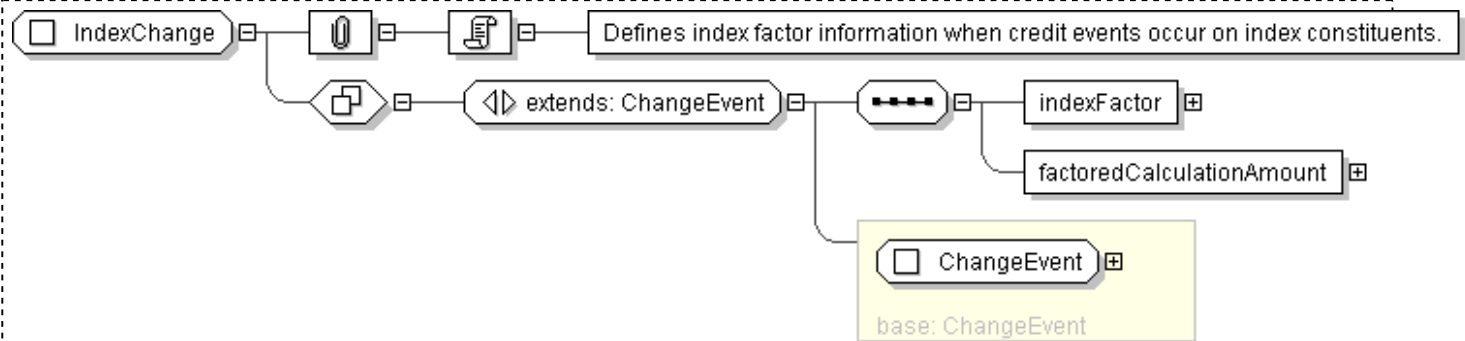 IndexChange
Defines index factor information when credit events occur on index constituents.
extends: ChangeEvent
indexFactor
factoredCalculationAmount
ChangeEvent
base: ChangeEvent